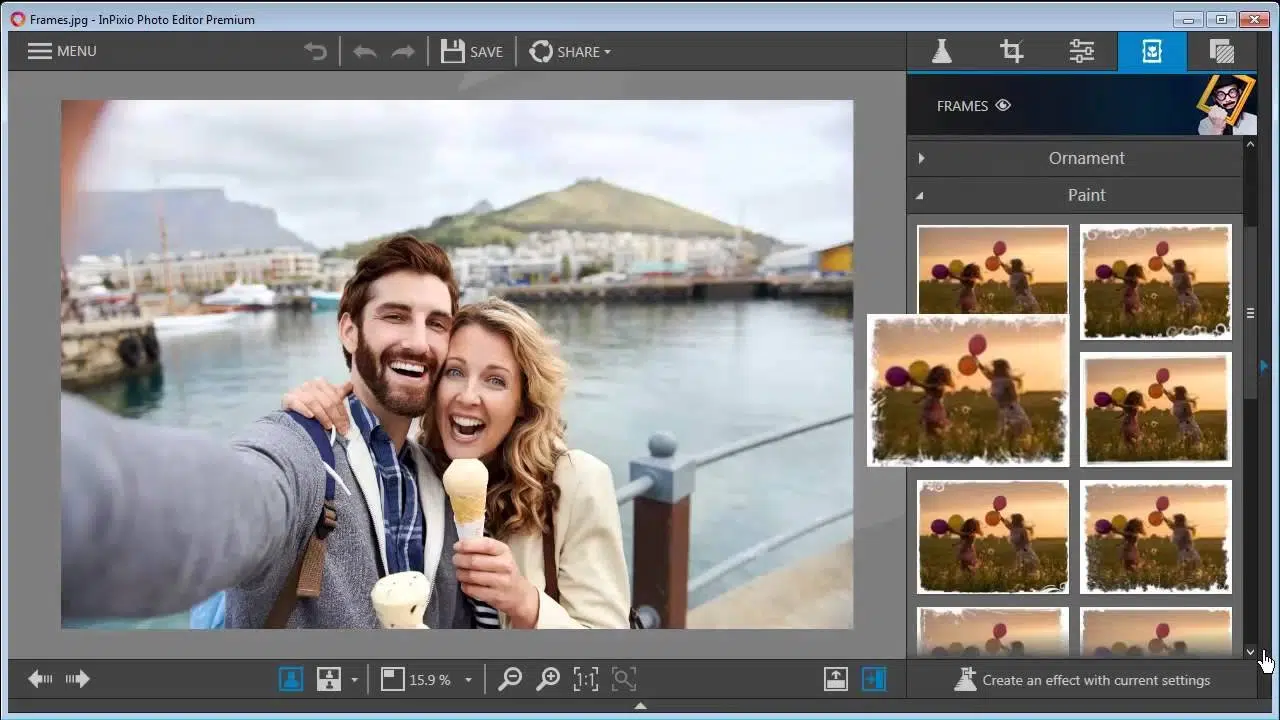 Frames.jpg - InPixio Photo Editor Premium
MENU
SAVE
SHARE
FRAMES
Ornament
Paint
15.9 %
1:1
Create an effect with current settings